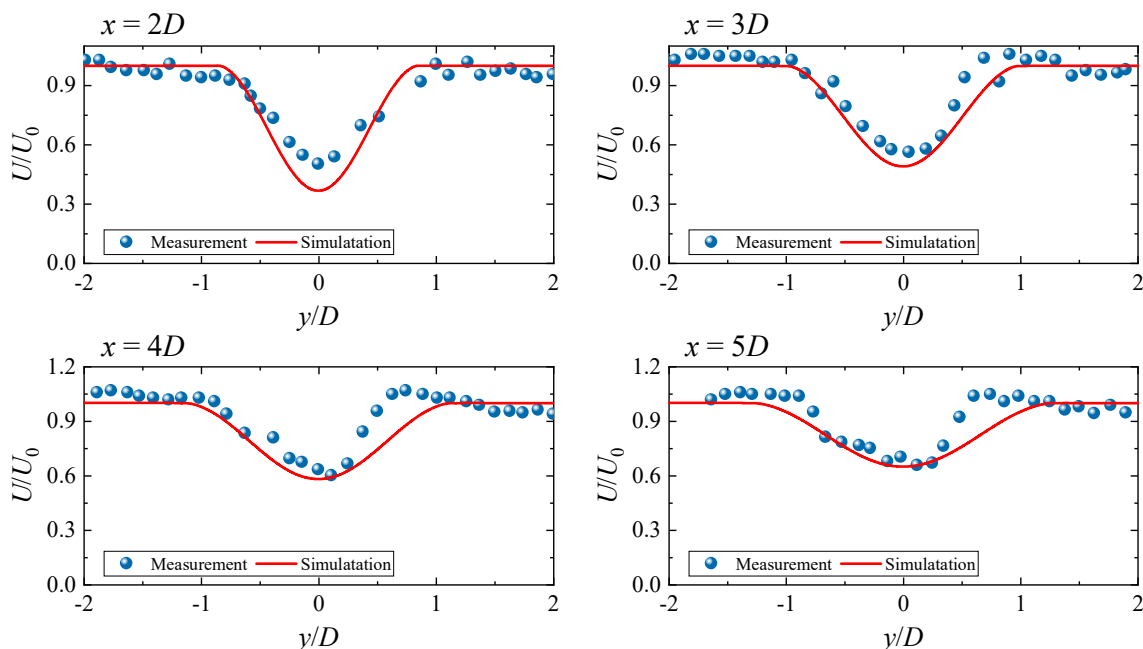 x = 2D
0.9
0.6
0.3
0.0
U/U0
Measurement Simulatation
-2 -1 0 1 2
y/D
x = 3D
0.9
0.6
0.3
0.0
U/U0
Measurement Simulatation
-2 -1 0 1 2
y/D
x = 4D
1.2
0.9
0.6
0.3
0.0
U/U0
Measurement Simulatation
-2 -1 0 1 2
y/D
x = 5D
1.2
0.9
0.6
0.3
0.0
U/U0
Measurement Simulatation
-2 -1 0 1 2
y/D